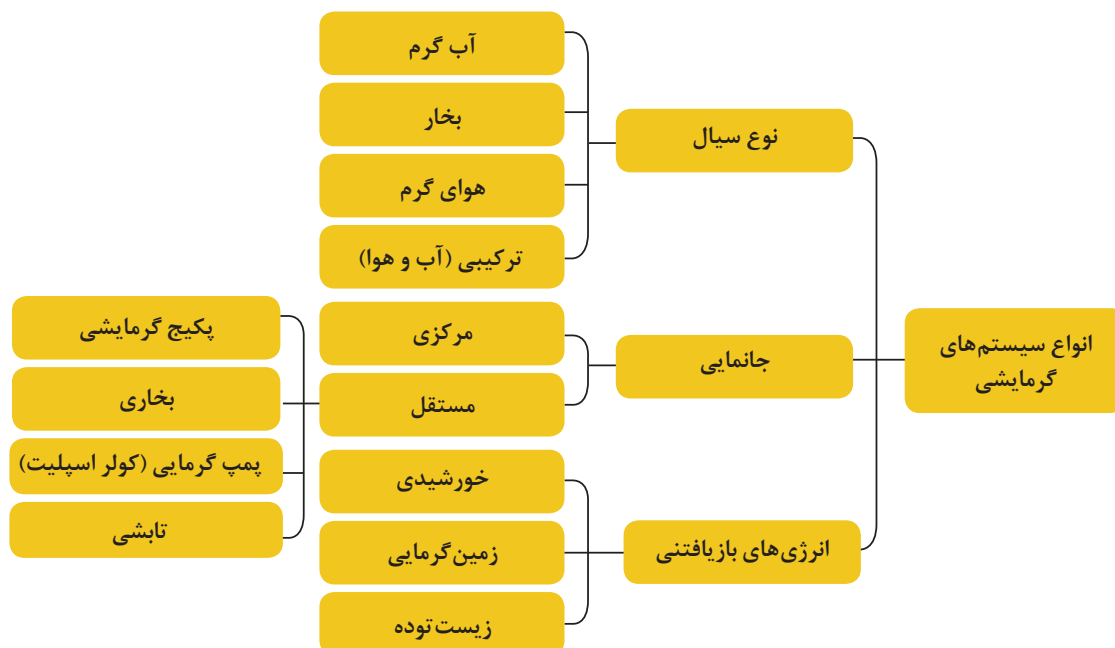 انواع سیستم‌های
گرمایشی
نوع سیال
آب گرم
بخار
هوای گرم
ترکیبی (آب و هوا)
جانمایی
مرکزی
مستقل
پکیج گرمایشی
بخاری
پمپ گرمایی (کولر اسپلیت)
تابشی
انرژی‌های بازیافتنی
خورشیدی
زمین‌گرمایی
زیست‌توده